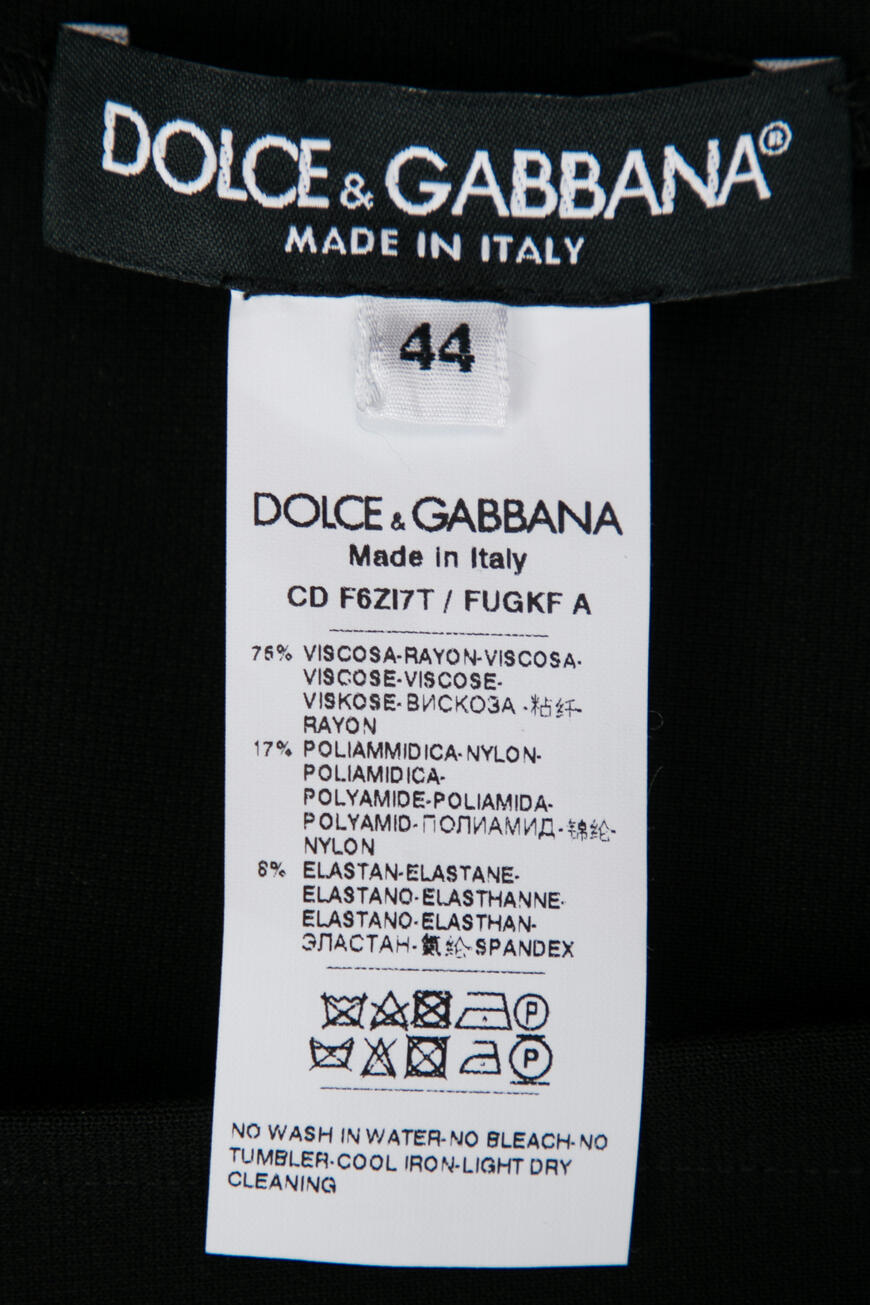 DOLCE & GABBANA®
MADE IN ITALY
44
DOLCE & GABBANA
Made in Italy
CD F6ZI7T / FUGKF A
75% VISCOSA-RAYON-VISCOSA-
VISCOSE-VISCOSE-
VISKOSE-ВИСКОЗА -粘纤-
RAYON
17% POLIAMMIDICA-NYLON-
POLIAMIDICA-
POLYAMIDE-POLIAMIDA-
POLYAMID-ПОЛИАМИД-锦纶-
NYLON
8% ELASTAN-ELASTANE-
ELASTANO-ELASTHANNE-
ELASTANO-ELASTHAN-
ЭЛАСТАН-氨纶-SPANDEX
P
P
NO WASH IN WATER-NO BLEACH-NO
TUMBLER-COOL IRON-LIGHT DRY
CLEANING